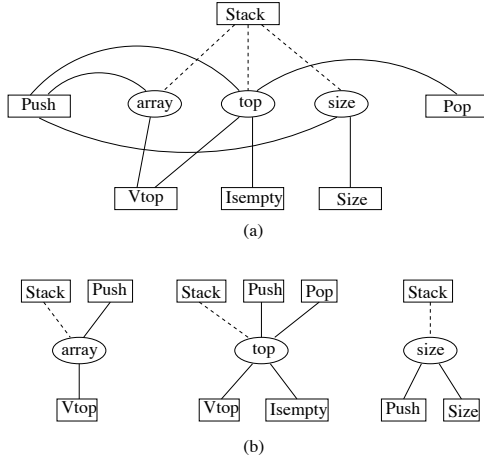 Stack
Push array top size Pop
Vtop Isempty Size
(a)
Stack Push Stack Push Pop Stack
array top size
Vtop Vtop Isempty Push Size
(b)